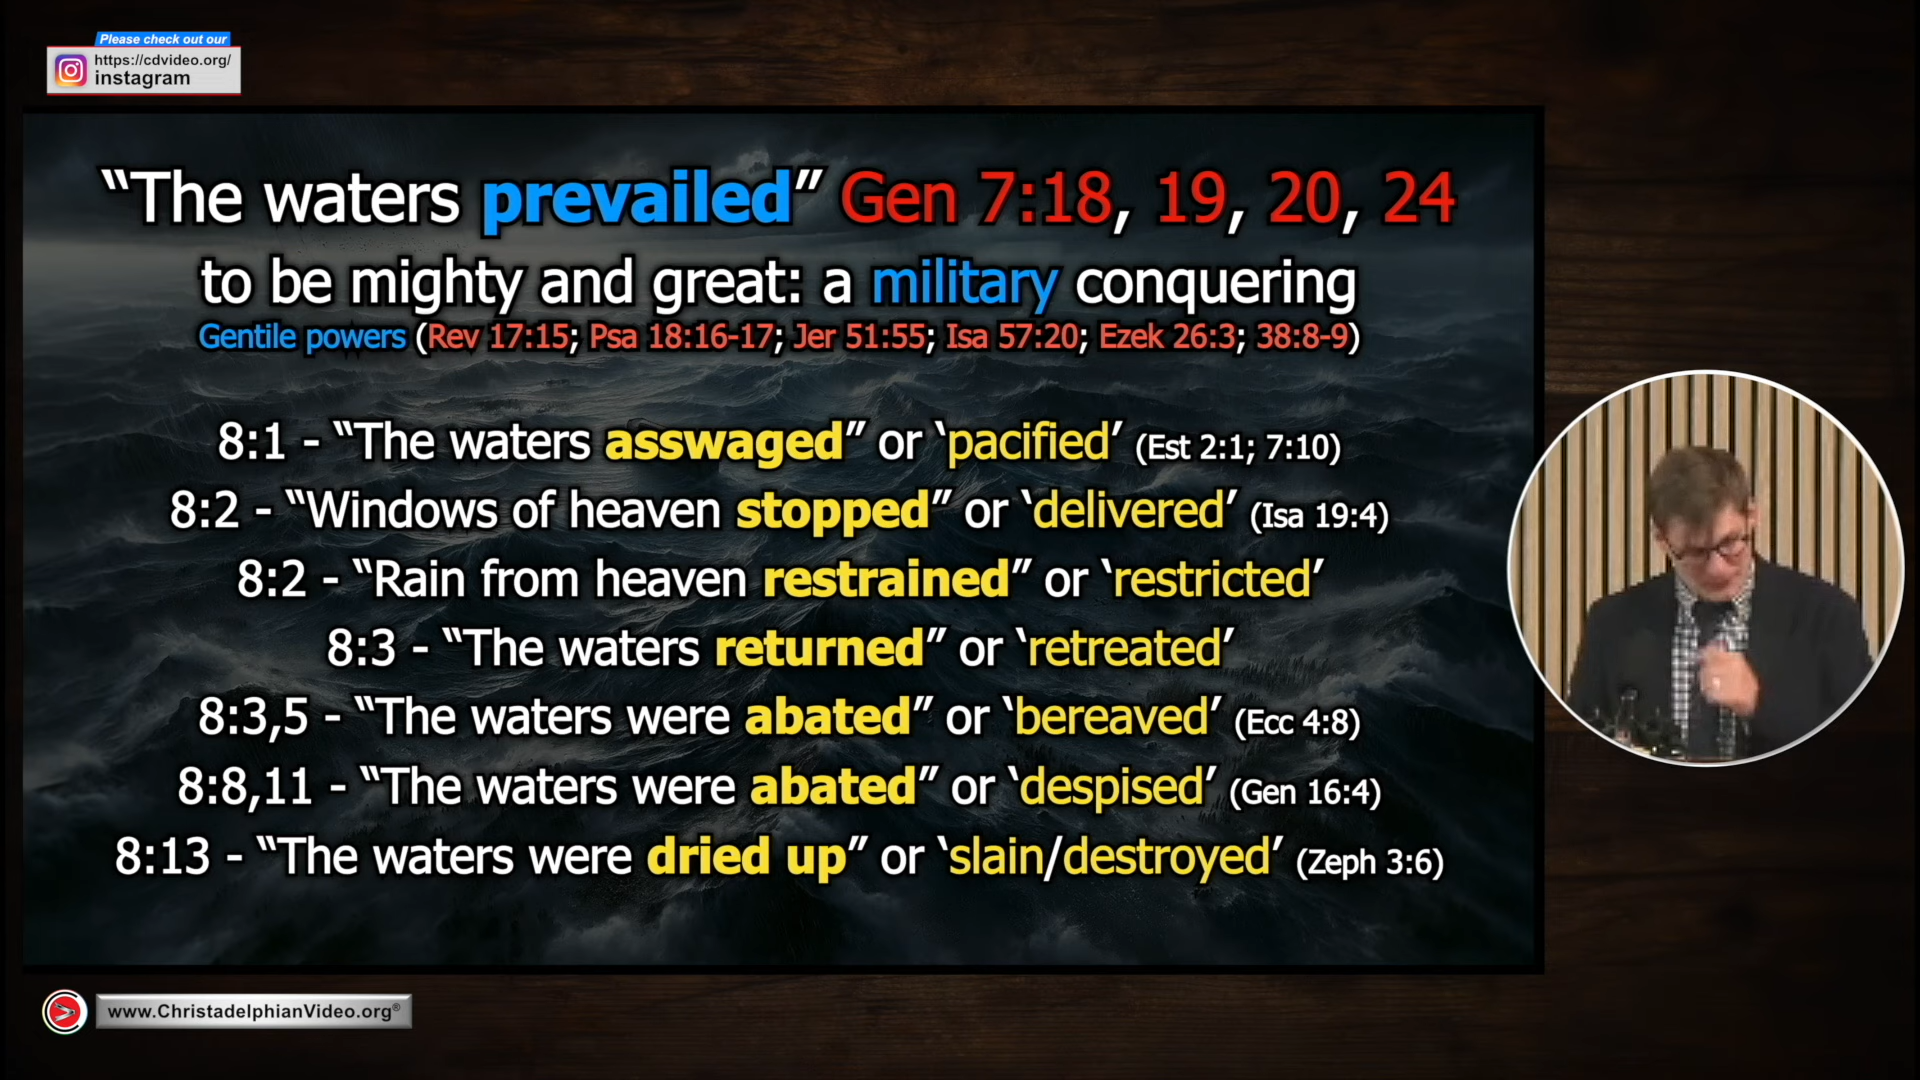 Please check out our
https://cdvideo.org/
instagram
“The waters prevailed” Gen 7:18, 19, 20, 24
to be mighty and great: a military conquering
Gentile powers (Rev 17:15; Psa 18:16-17; Jer 51:55; Isa 57:20; Ezek 26:3; 38:8-9)
8:1 - “The waters asswaged” or ‘pacified’ (Est 2:1; 7:10)
8:2 - “Windows of heaven stopped” or ‘delivered’ (Isa 19:4)
8:2 - “Rain from heaven restrained” or ‘restricted’
8:3 - “The waters returned” or ‘retreated’
8:3,5 - “The waters were abated” or ‘bereaved’ (Ecc 4:8)
8:8,11 - “The waters were abated” or ‘despised’ (Gen 16:4)
8:13 - “The waters were dried up” or ‘slain/destroyed’ (Zeph 3:6)
www.ChristadelphianVideo.org®